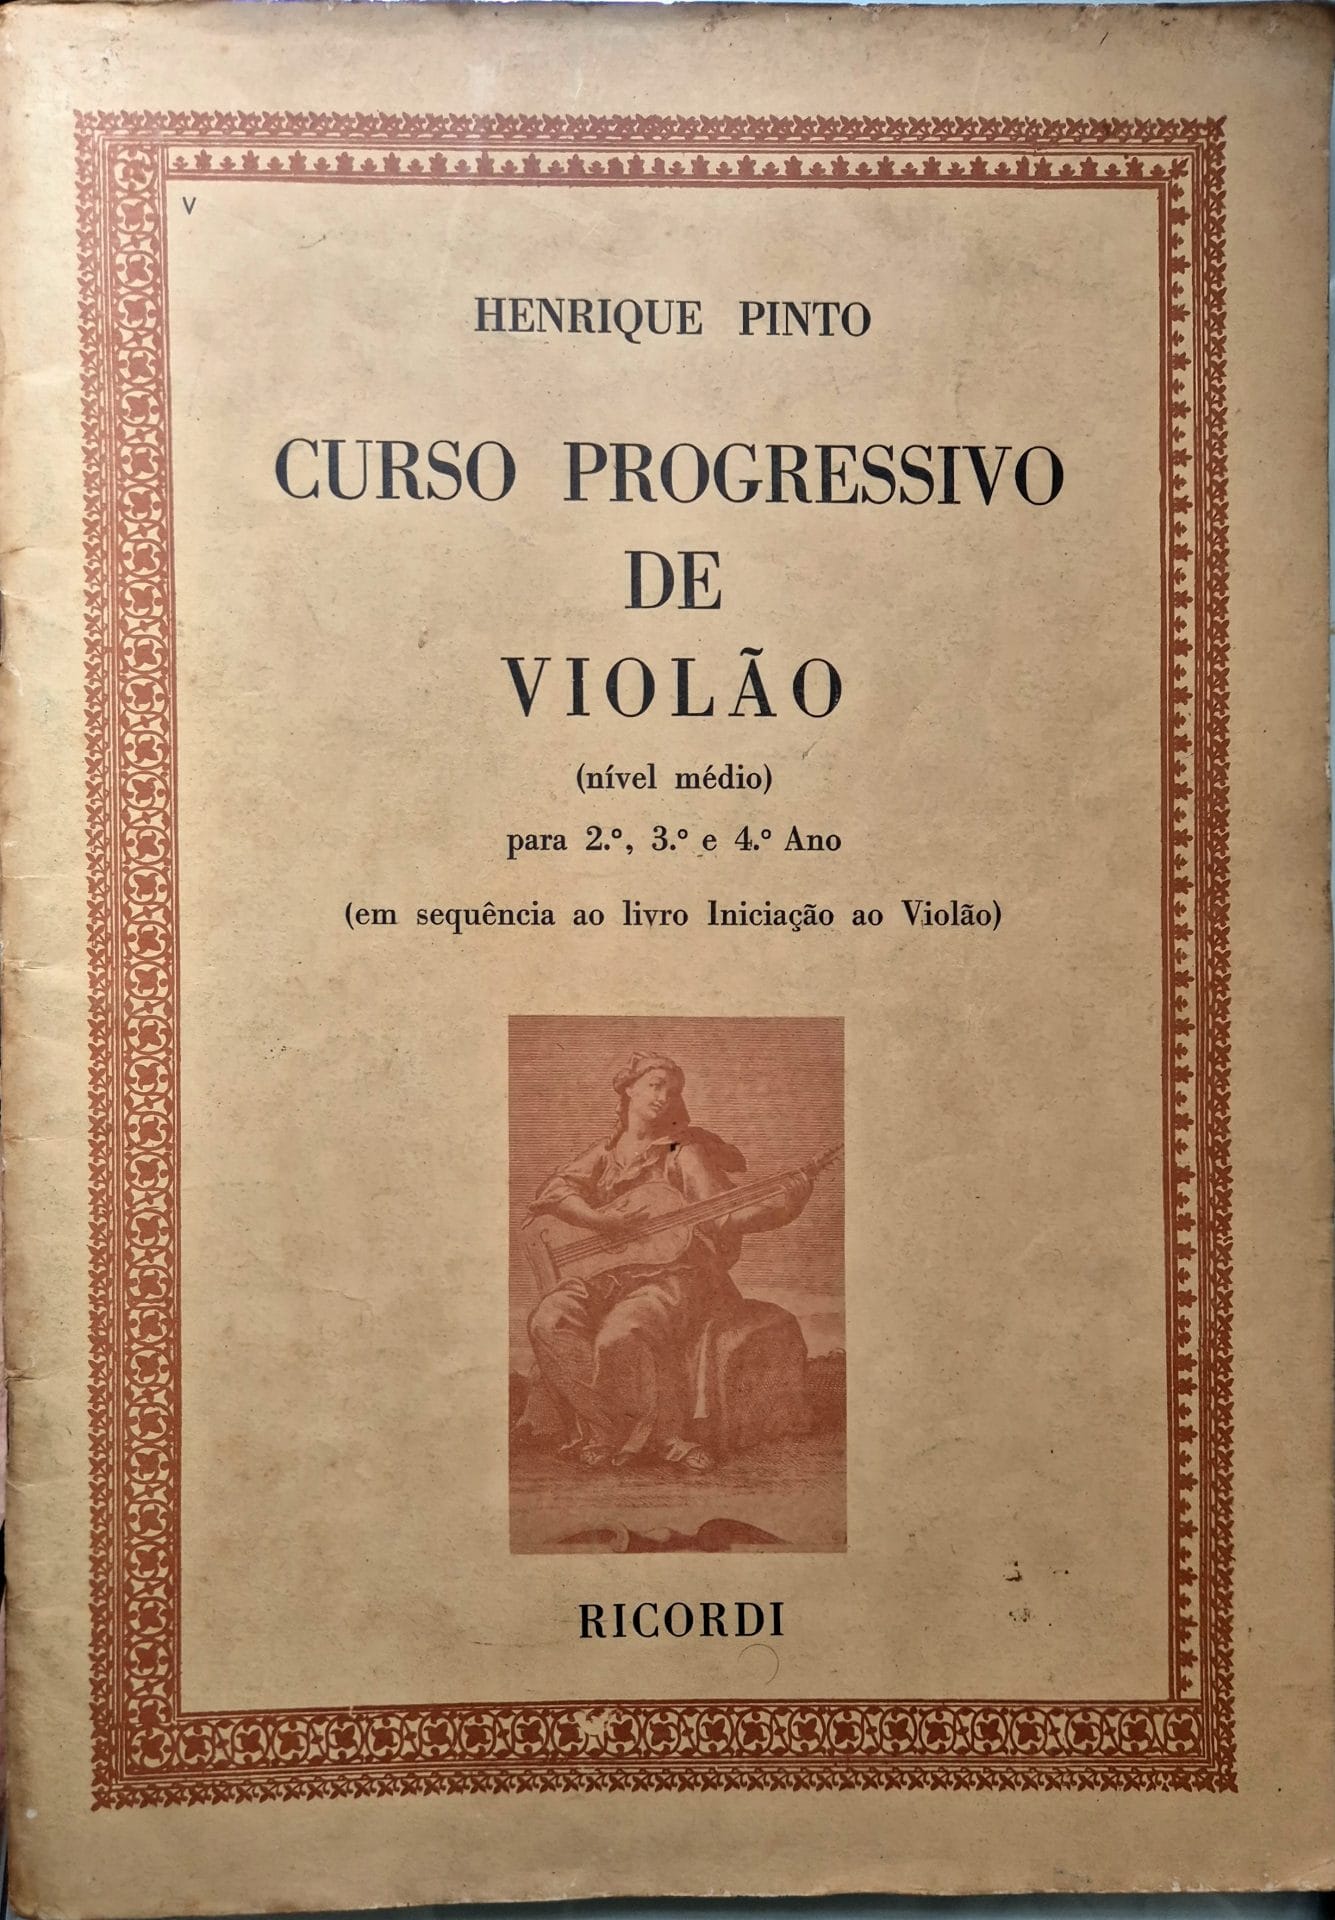 V
HENRIQUE PINTO
CURSO PROGRESSIVO
DE
VIOLÃO
(nível médio)
para 2.º, 3.º e 4.º Ano
(em sequência ao livro Iniciação ao Violão)
RICORDI